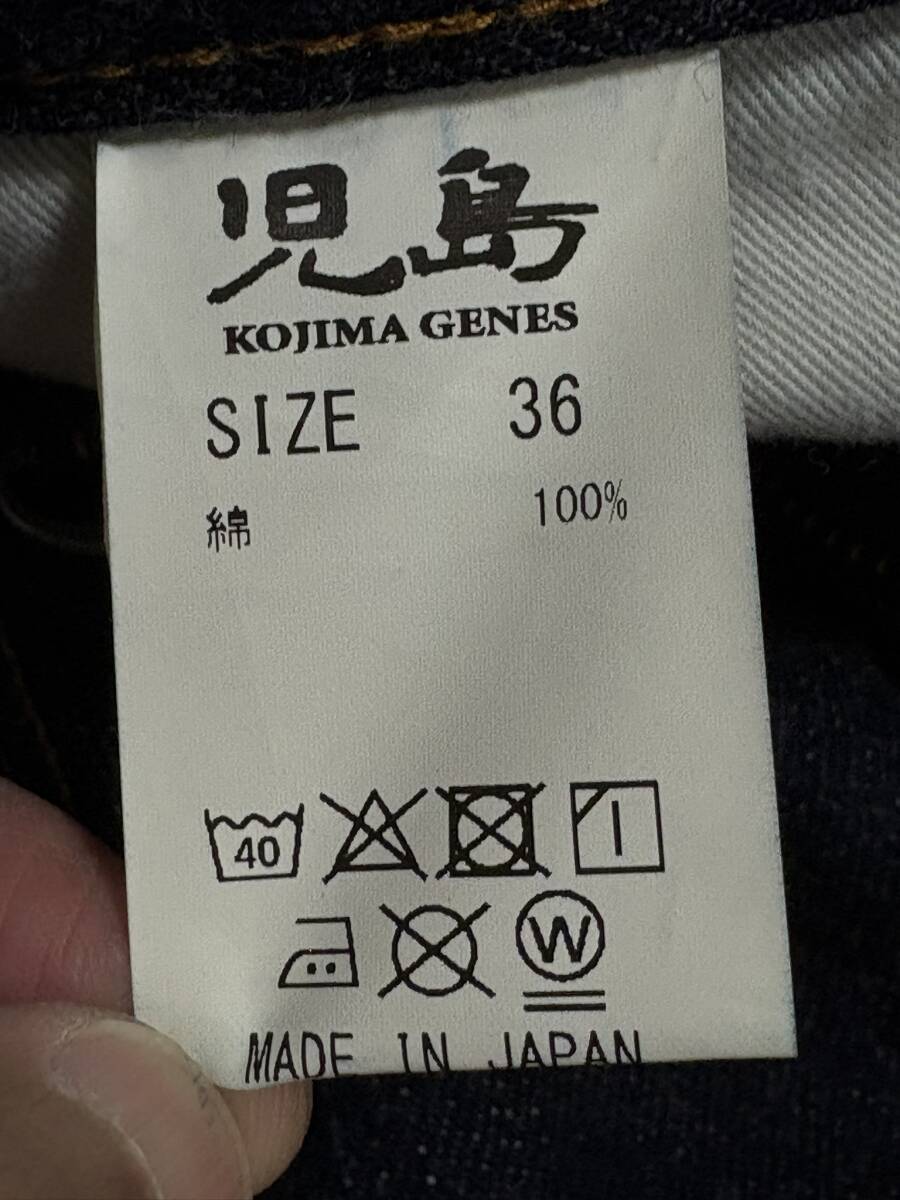 児島
KOJIMA GENES
SIZE 36
綿 100%
40
W
MADE IN JAPAN